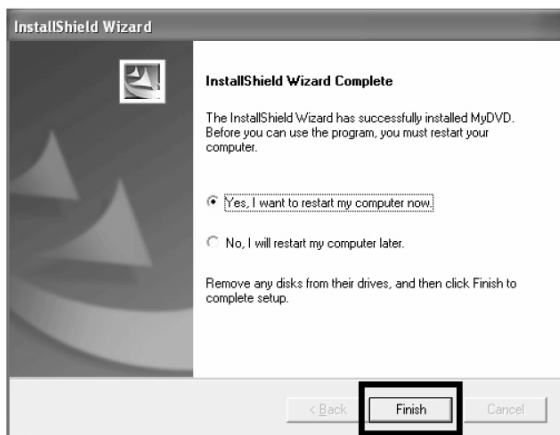 InstallShield Wizard
InstallShield Wizard Complete
The InstallShield Wizard has successfully installed MyDVD.
Before you can use the program, you must restart your
computer.
Yes, I want to restart my computer now.
No, I will restart my computer later.
Remove any disks from their drives, and then click Finish to
complete setup.
< Back
Finish
Cancel